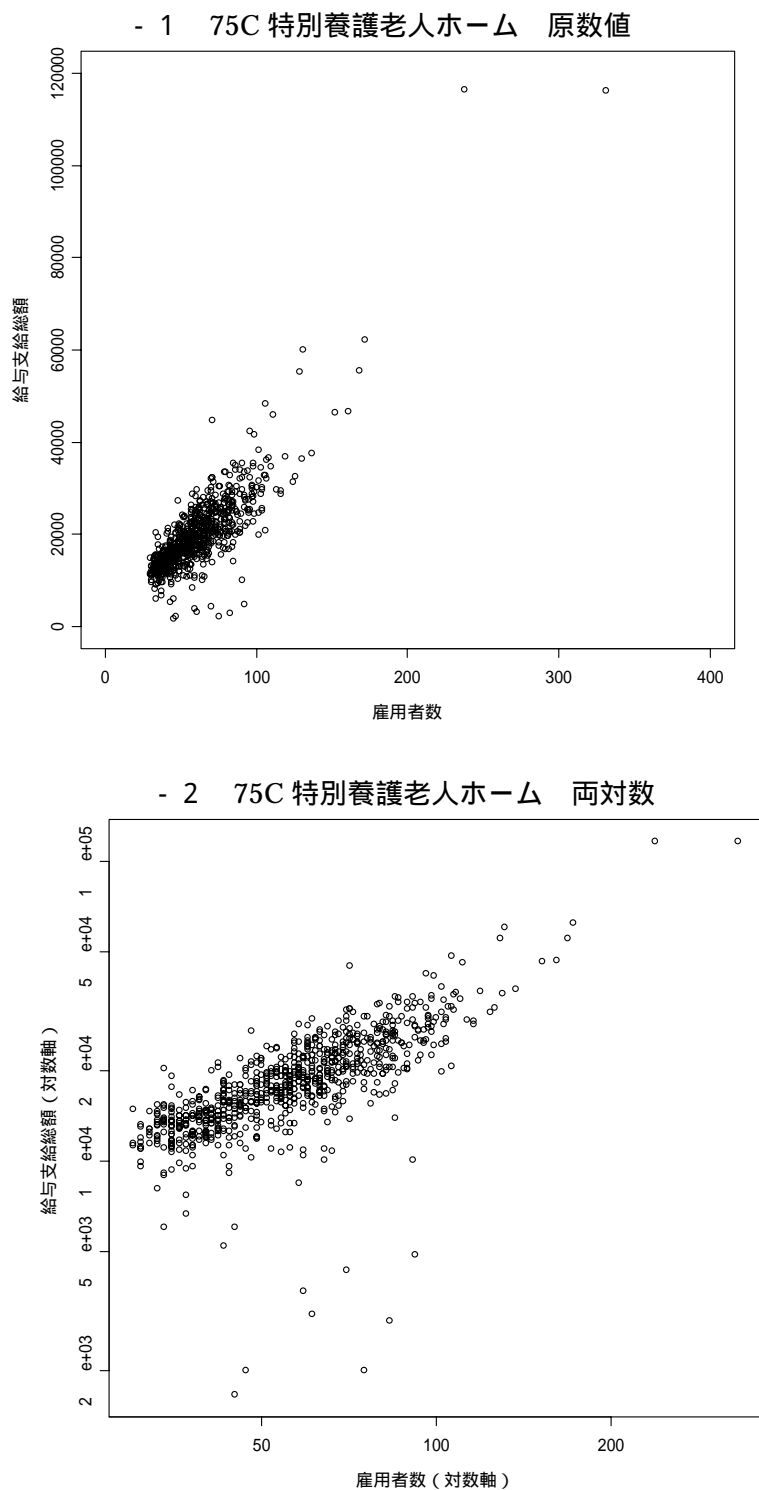 - 1 75C 特別養護老人ホーム 原数値
120000
100000
80000
60000
40000
20000
0
給与支給総額
0 100 200 300 400
雇用者数
- 2 75C 特別養護老人ホーム 両対数
1 e+05
5 e+04
2 e+04
1 e+04
5 e+03
2 e+03
給与支給総額（対数軸）
50 100 200
雇用者数（対数軸）